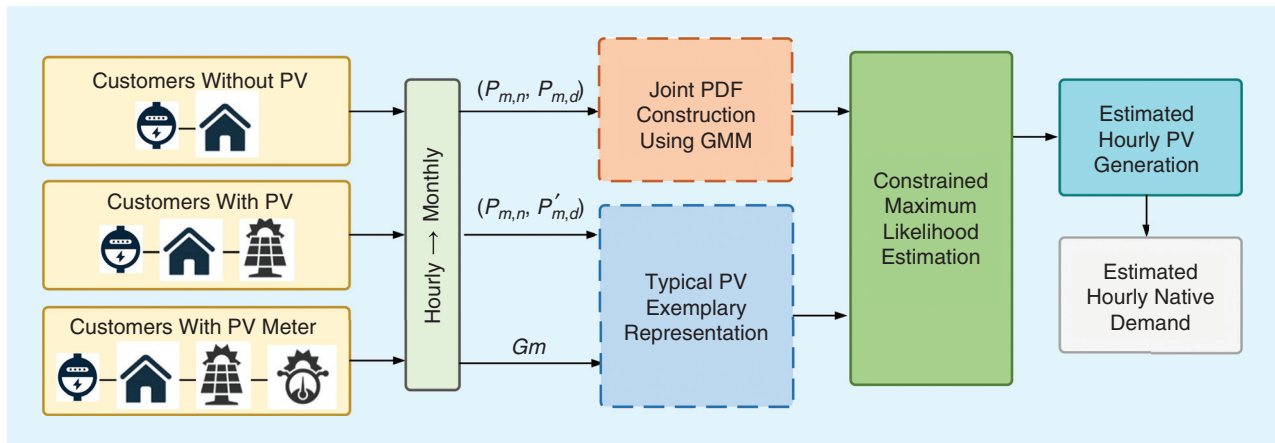 Customers Without PV
Customers With PV
Customers With PV Meter
Hourly → Monthly
(Pm,n, Pm,d)
(Pm,n, P′m,d)
Gm
Joint PDF
Construction
Using GMM
Typical PV
Exemplary
Representation
Constrained
Maximum
Likelihood
Estimation
Estimated
Hourly PV
Generation
Estimated
Hourly Native
Demand